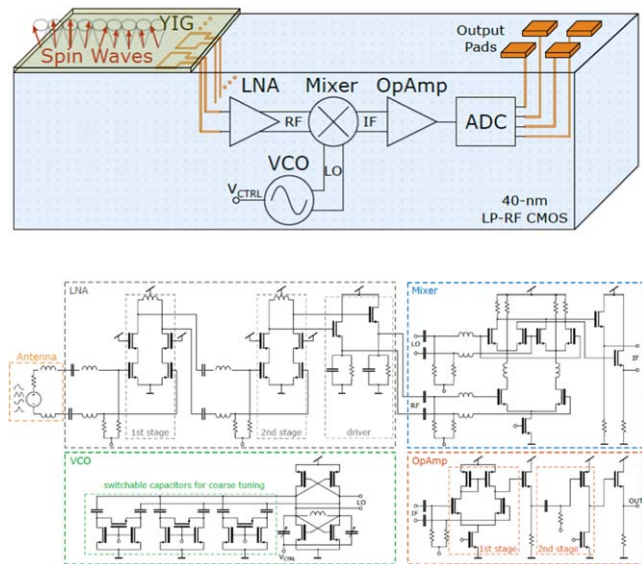 YIG
Spin Waves
Output
Pads
LNA
Mixer
OpAmp
RF
IF
ADC
VCO
LO
VCTRL
40-nm
LP-RF CMOS
LNA
Mixer
Antenna
LO
IF
RF
1st stage
2nd stage
driver
VCO
OpAmp
switchable capacitors for coarse tuning
LO
VCTRL
IF
OUT
1st stage
2nd stage